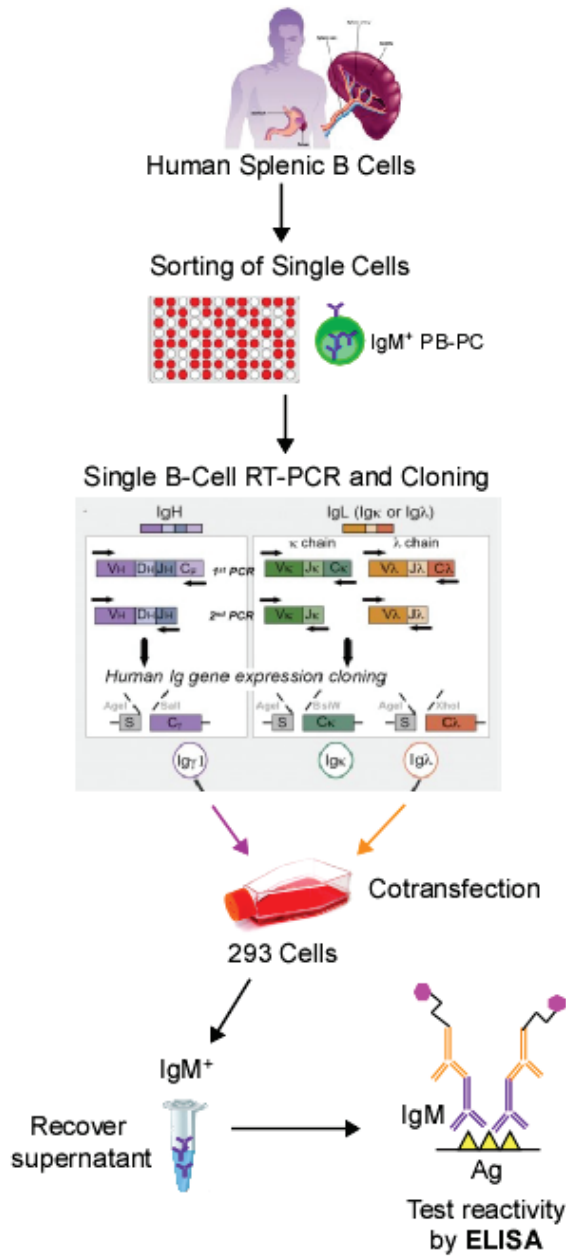 Human Splenic B Cells
Sorting of Single Cells
IgM⁺ PB-PC
Single B-Cell RT-PCR and Cloning
IgH
IgL (Igκ or Igλ)
κ chain
λ chain
VH DH JH Cμ
1st PCR
Vκ Jκ Cκ
Vλ Jλ Cλ
VH DH JH
2nd PCR
Vκ Jκ
Vλ Jλ
Human Ig gene expression cloning
AgeI SalI
AgeI BsiW
AgeI XhoI
S Cγ
S Cκ
S Cλ
Igγ1
Igκ
Igλ
Cotransfection
293 Cells
IgM⁺
Recover
supernatant
IgM
Ag
Test reactivity
by ELISA